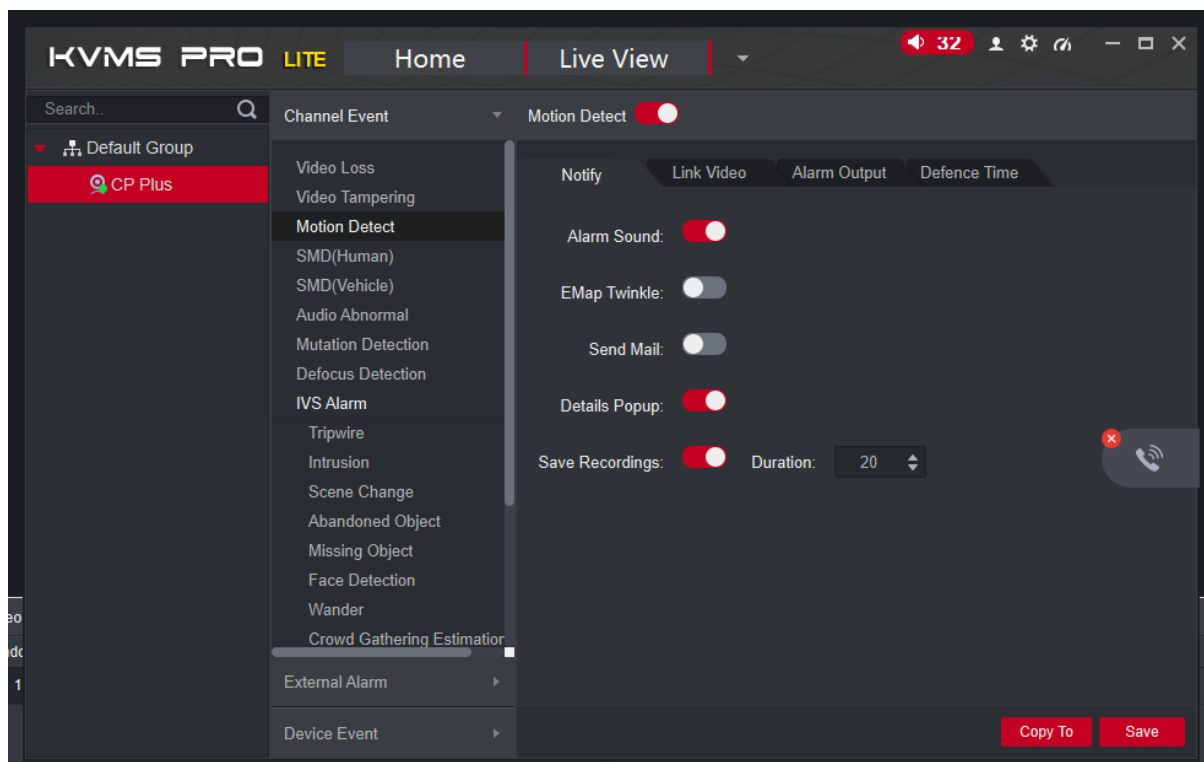 KVMS PRO LITE Home Live View 32
Search..
Default Group
CP Plus
Channel Event
Video Loss
Video Tampering
Motion Detect
SMD(Human)
SMD(Vehicle)
Audio Abnormal
Mutation Detection
Defocus Detection
IVS Alarm
Tripwire
Intrusion
Scene Change
Abandoned Object
Missing Object
Face Detection
Wander
Crowd Gathering Estimation
External Alarm
Device Event
Motion Detect
Notify Link Video Alarm Output Defence Time
Alarm Sound:
EMap Twinkle:
Send Mail:
Details Popup:
Save Recordings: Duration: 20
Copy To Save
eo
1